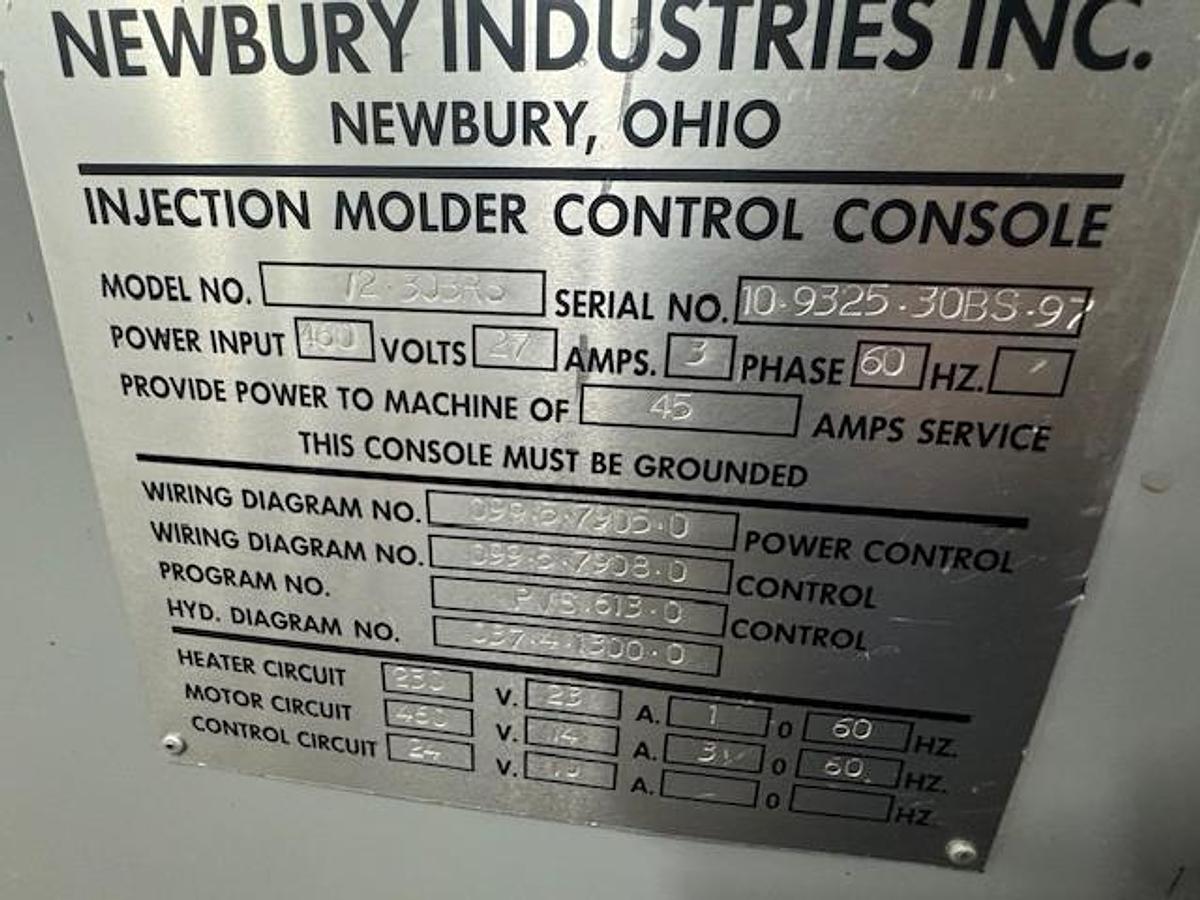 NEWBURY INDUSTRIES INC.
NEWBURY, OHIO
INJECTION MOLDER CONTROL CONSOLE
MODEL NO. SERIAL NO. 10-9325-30BS-97
POWER INPUT 460 VOLTS 27 AMPS. 3 PHASE 60 HZ.
PROVIDE POWER TO MACHINE OF 45 AMPS SERVICE
THIS CONSOLE MUST BE GROUNDED
WIRING DIAGRAM NO. POWER CONTROL
WIRING DIAGRAM NO. CONTROL
PROGRAM NO. CONTROL
HYD. DIAGRAM NO.
HEATER CIRCUIT 230 V. 23 A. 1 0 60 HZ.
MOTOR CIRCUIT 460 V. 14 A. 3 0 60 HZ.
CONTROL CIRCUIT 24 V. A. 0 HZ.